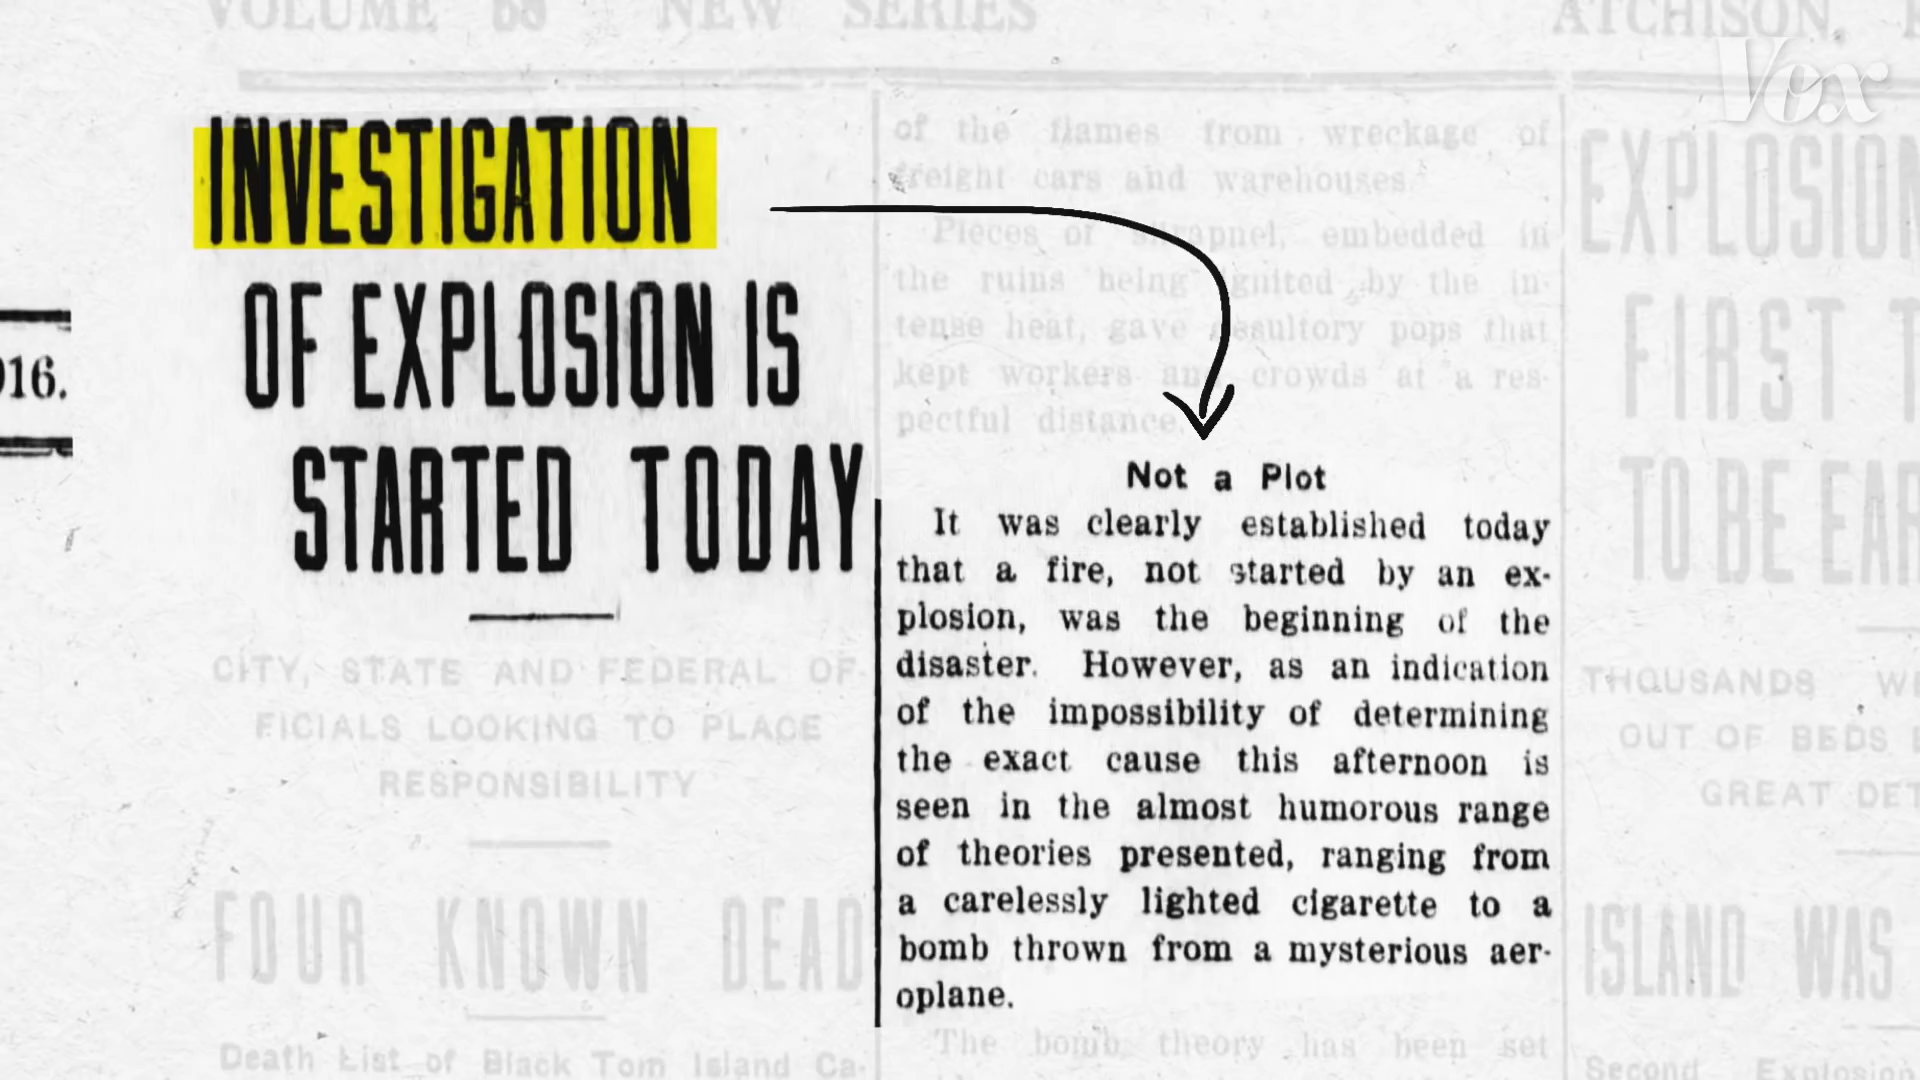 VOLUME NEW SERIES
ATCHISON,
Vox
016.
INVESTIGATION
OF EXPLOSION IS
STARTED TODAY
CITY, STATE AND FEDERAL OF-
FICIALS LOOKING TO PLACE
RESPONSIBILITY
FOUR KNOWN DEAD
Death List of Black Tom Island Ca-
of the flames from wreckage of
freight cars and warehouses.
Pieces of shrapnel, embedded in
the ruins being ignited by the in-
tense heat, gave desultory pops that
kept workers and crowds at a res-
pectful distance.
Not a Plot
It was clearly established today
that a fire, not started by an ex-
plosion, was the beginning of the
disaster. However, as an indication
of the impossibility of determining
the exact cause this afternoon is
seen in the almost humorous range
of theories presented, ranging from
a carelessly lighted cigarette to a
bomb thrown from a mysterious aer-
oplane.
The bomb theory has been set
EXPLOSION
FIRST
TO BE
THOUSANDS
OUT OF BEDS
GREAT
ISLAND WAS
Second Explosion